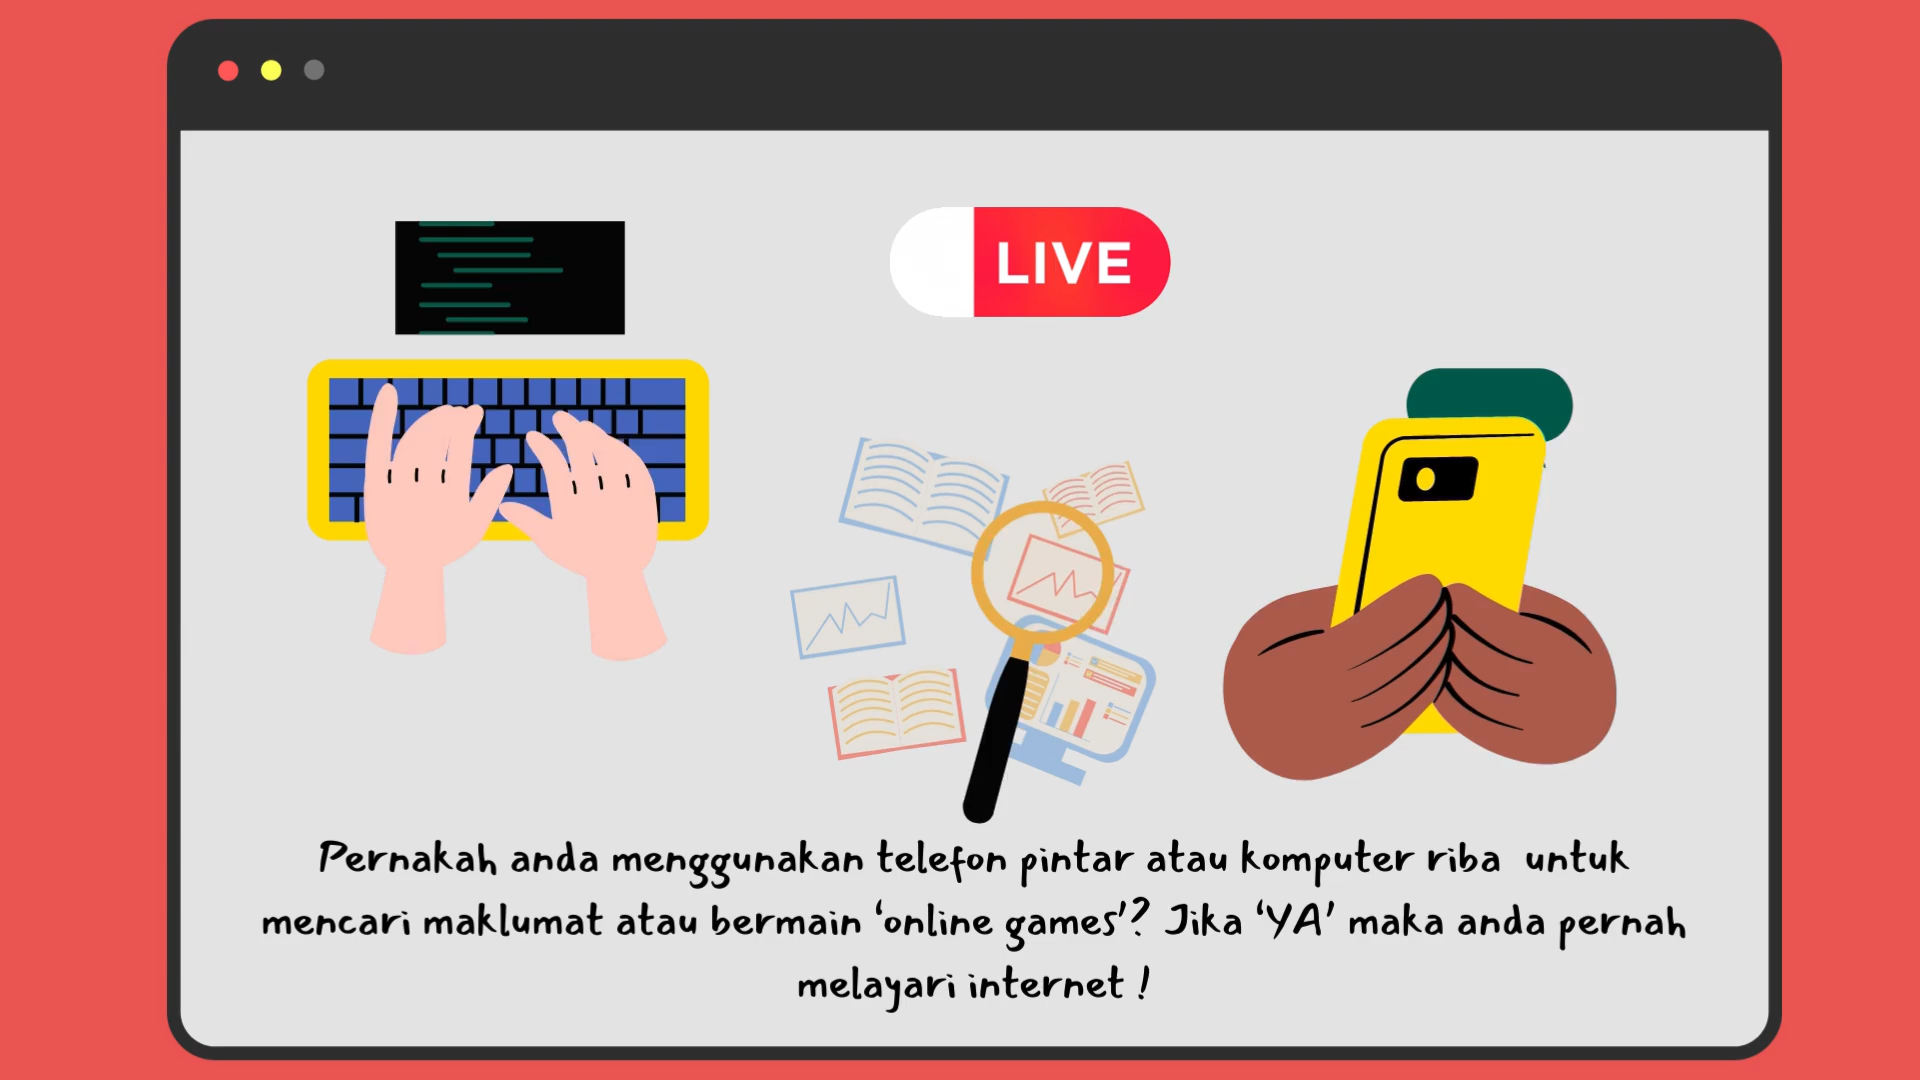 LIVE
Pernakah anda menggunakan telefon pintar atau komputer riba untuk
mencari maklumat atau bermain ‘online games’? Jika ‘YA’ maka anda pernah
melayari internet !